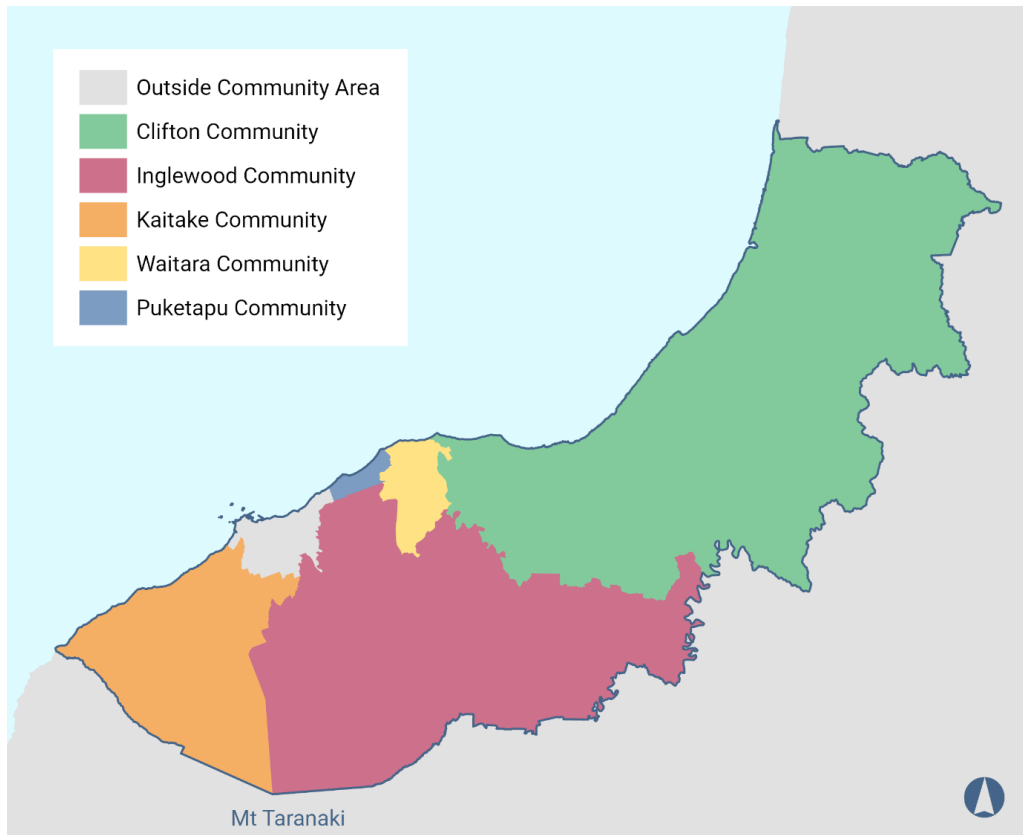 Outside Community Area
Clifton Community
Inglewood Community
Kaitake Community
Waitara Community
Puketapu Community
Mt Taranaki